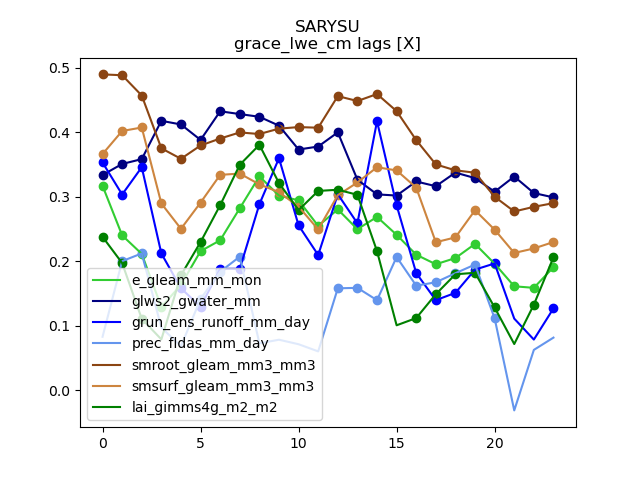 SARYSU
grace_lwe_cm lags [X]
0.5
0.4
0.3
0.2
0.1
0.0
e_gleam_mm_mon
glws2_gwater_mm
grun_ens_runoff_mm_day
prec_fldas_mm_day
smroot_gleam_mm3_mm3
smsurf_gleam_mm3_mm3
lai_gimms4g_m2_m2
0 5 10 15 20